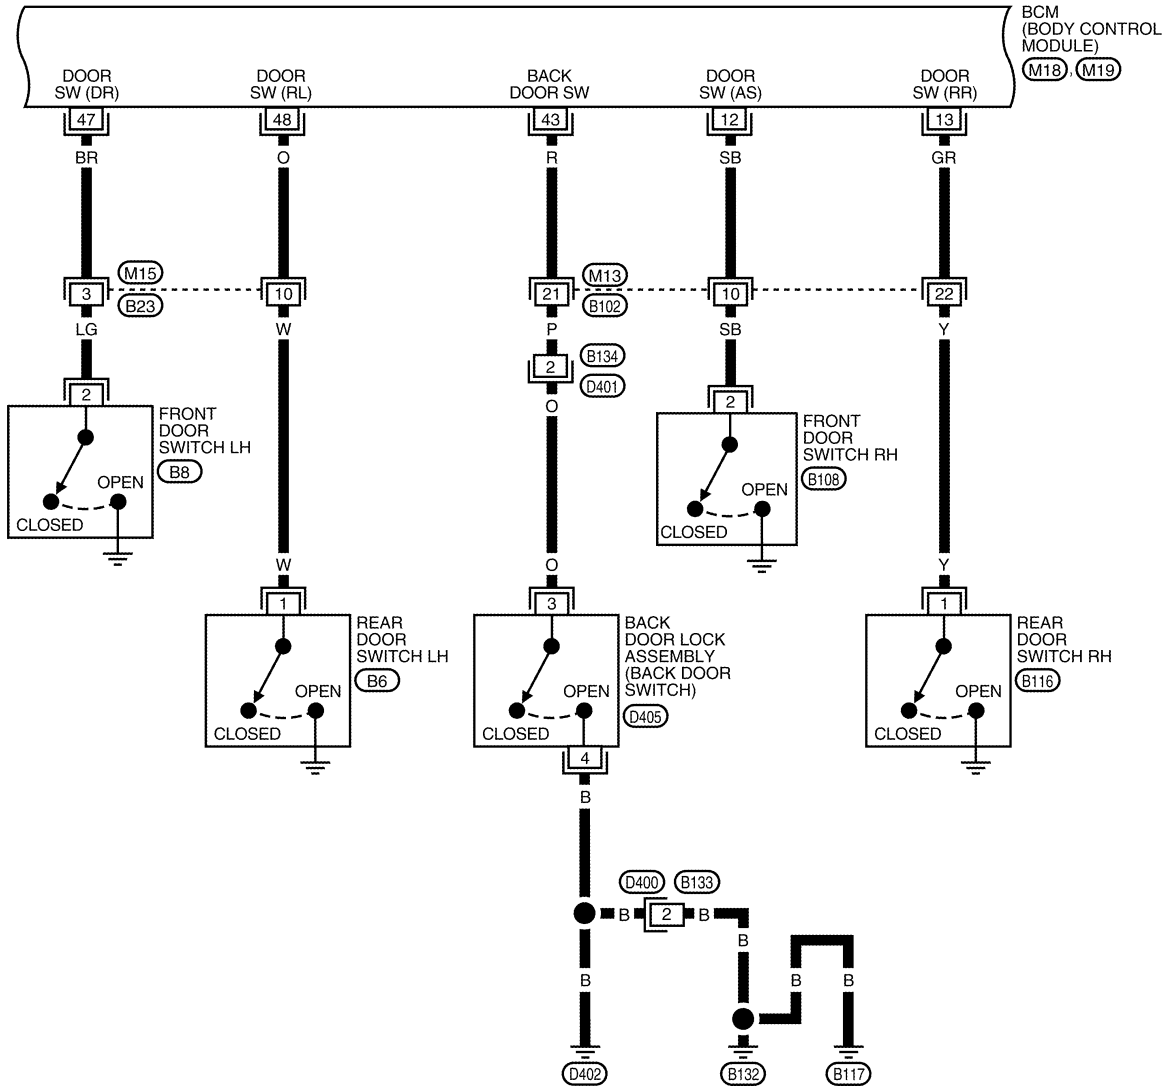 BCM
(BODY CONTROL
MODULE)
M18 , M19
DOOR
SW (DR)
DOOR
SW (RL)
BACK
DOOR SW
DOOR
SW (AS)
DOOR
SW (RR)
47
48
43
12
13
BR
O
R
SB
GR
M15
M13
3
10
21
10
22
B23
B102
LG
W
P
SB
Y
B134
2
D401
2
2
O
FRONT
DOOR
SWITCH LH
B8
OPEN
CLOSED
FRONT
DOOR
SWITCH RH
B108
OPEN
CLOSED
W
O
Y
1
3
1
REAR
DOOR
SWITCH LH
B6
OPEN
CLOSED
BACK
DOOR LOCK
ASSEMBLY
(BACK DOOR
SWITCH)
D405
OPEN
CLOSED
REAR
DOOR
SWITCH RH
B116
OPEN
CLOSED
4
B
D400
B133
B
2
B
B
B
B
B
D402
B132
B117